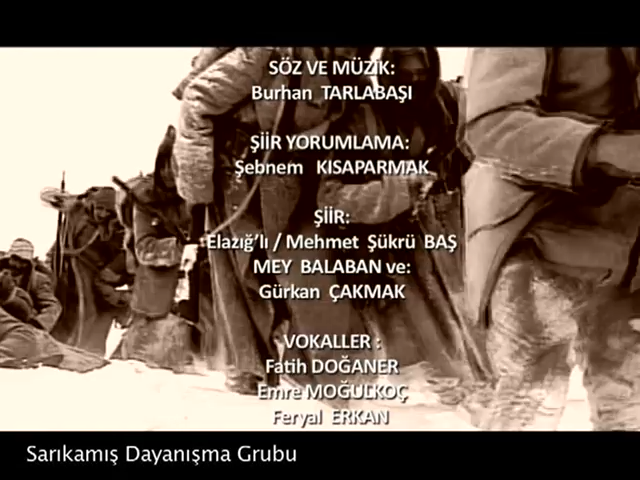 SÖZ VE MÜZİK:
Burhan TARLABAŞI
ŞİİR YORUMLAMA:
Şebnem KISAPARMAK
ŞİİR:
Elazığ'lı / Mehmet Şükrü BAŞ
MEY BALABAN ve:
Gürkan ÇAKMAK
VOKALLER :
Fatih DOĞANER
Emre MOĞULKOÇ
Feryal ERKAN
Sarıkamış Dayanışma Grubu